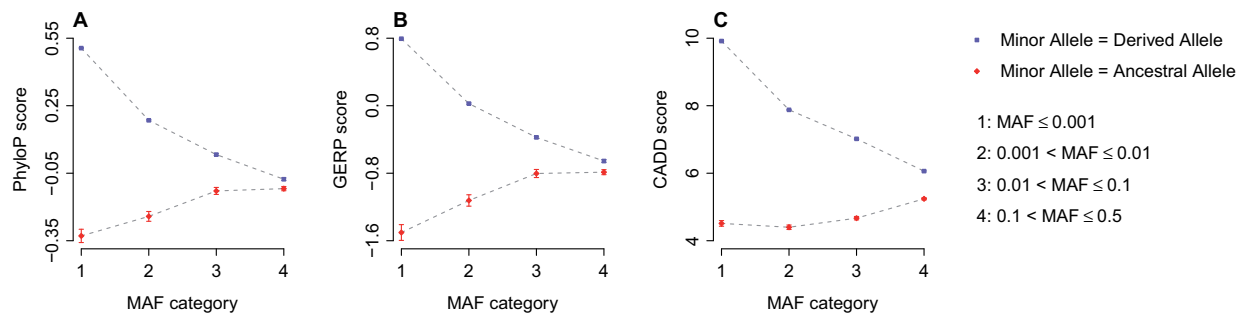 A
PhyloP score
0.55
0.25
−0.05
−0.35
1 2 3 4
MAF category
B
GERP score
0.8
0.0
−0.8
−1.6
1 2 3 4
MAF category
C
CADD score
10
8
6
4
1 2 3 4
MAF category
Minor Allele = Derived Allele
Minor Allele = Ancestral Allele
1: MAF ≤ 0.001
2: 0.001 < MAF ≤ 0.01
3: 0.01 < MAF ≤ 0.1
4: 0.1 < MAF ≤ 0.5